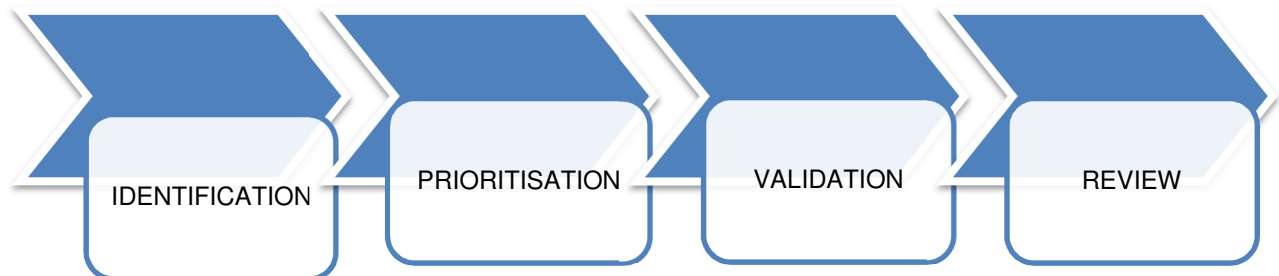 IDENTIFICATION
PRIORITISATION
VALIDATION
REVIEW